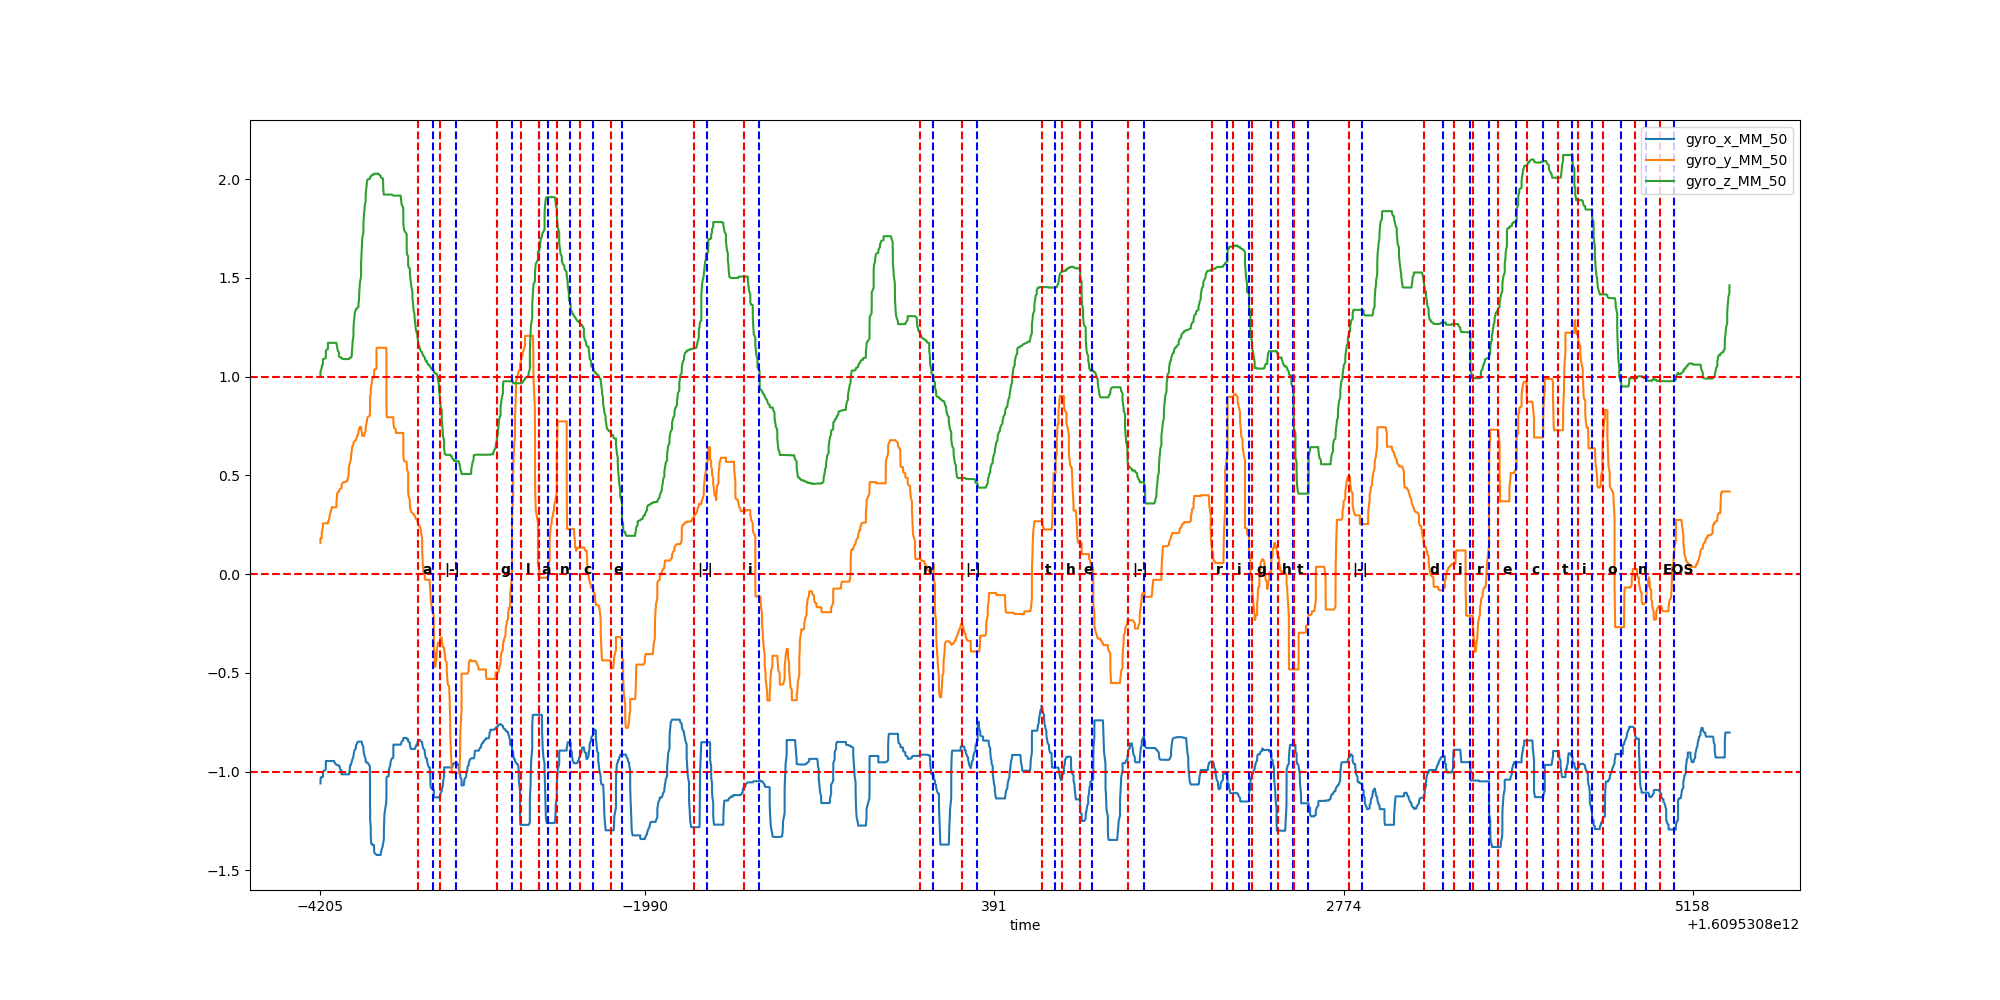 gyro_x_MM_50
gyro_y_MM_50
gyro_z_MM_50
2.0
1.5
1.0
0.5
0.0
−0.5
−1.0
−1.5
a |-| g l a n c e |-| i n |-| t h e |-| r i g h t |-| d i r e c t i o n EOS
−4205 −1990 391 2774 5158
time
+1.6095308e12